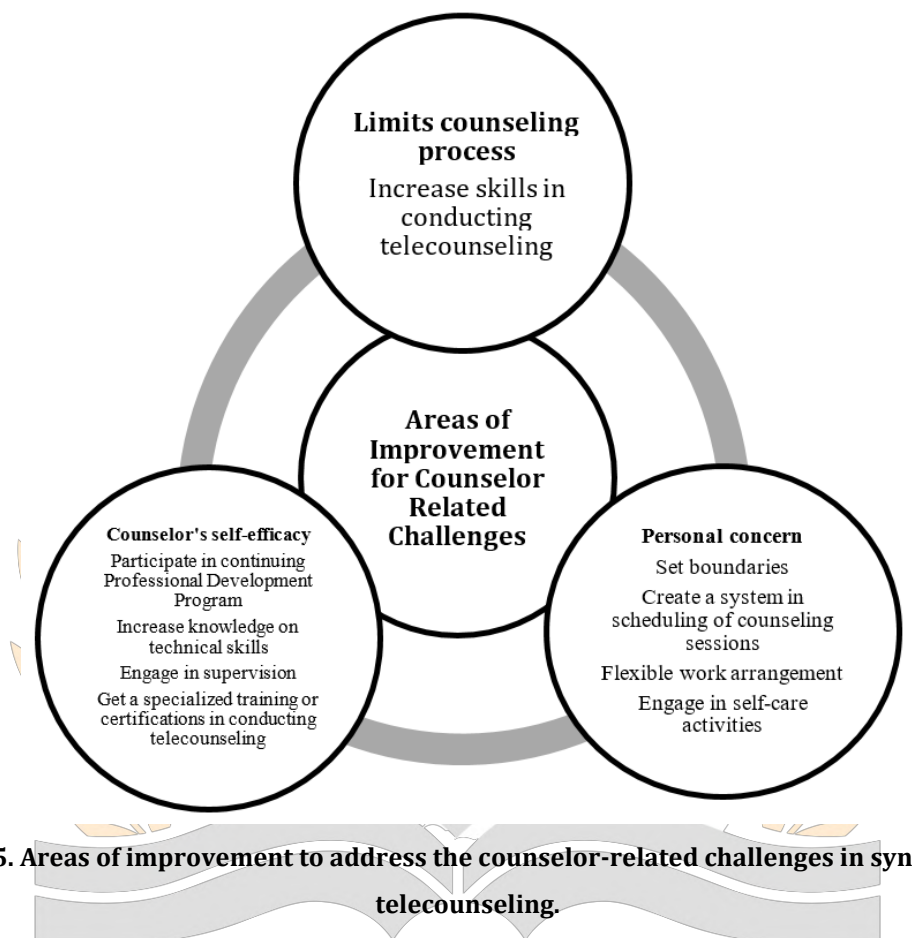 Limits counseling
process
Increase skills in
conducting
telecounseling
Areas of
Improvement
for Counselor
Related
Challenges
Counselor's self-efficacy
Participate in continuing
Professional Development
Program
Increase knowledge on
technical skills
Engage in supervision
Get a specialized training or
certifications in conducting
telecounseling
Personal concern
Set boundaries
Create a system in
scheduling of counseling
sessions
Flexible work arrangement
Engage in self-care
activities
5. Areas of improvement to address the counselor-related challenges in syn
telecounseling.